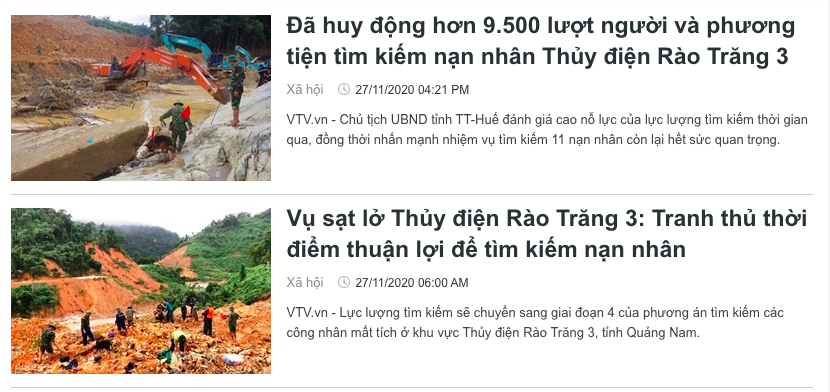 Đã huy động hơn 9.500 lượt người và phương
tiện tìm kiếm nạn nhân Thủy điện Rào Trăng 3
Xã hội 27/11/2020 04:21 PM
VTV.vn - Chủ tịch UBND tỉnh TT-Huế đánh giá cao nỗ lực của lực lượng tìm kiếm thời gian
qua, đồng thời nhấn mạnh nhiệm vụ tìm kiếm 11 nạn nhân còn lại hết sức quan trọng.
Vụ sạt lở Thủy điện Rào Trăng 3: Tranh thủ thời
điểm thuận lợi để tìm kiếm nạn nhân
Xã hội 27/11/2020 06:00 AM
VTV.vn - Lực lượng tìm kiếm sẽ chuyển sang giai đoạn 4 của phương án tìm kiếm các
công nhân mất tích ở khu vực Thủy điện Rào Trăng 3, tỉnh Quảng Nam.